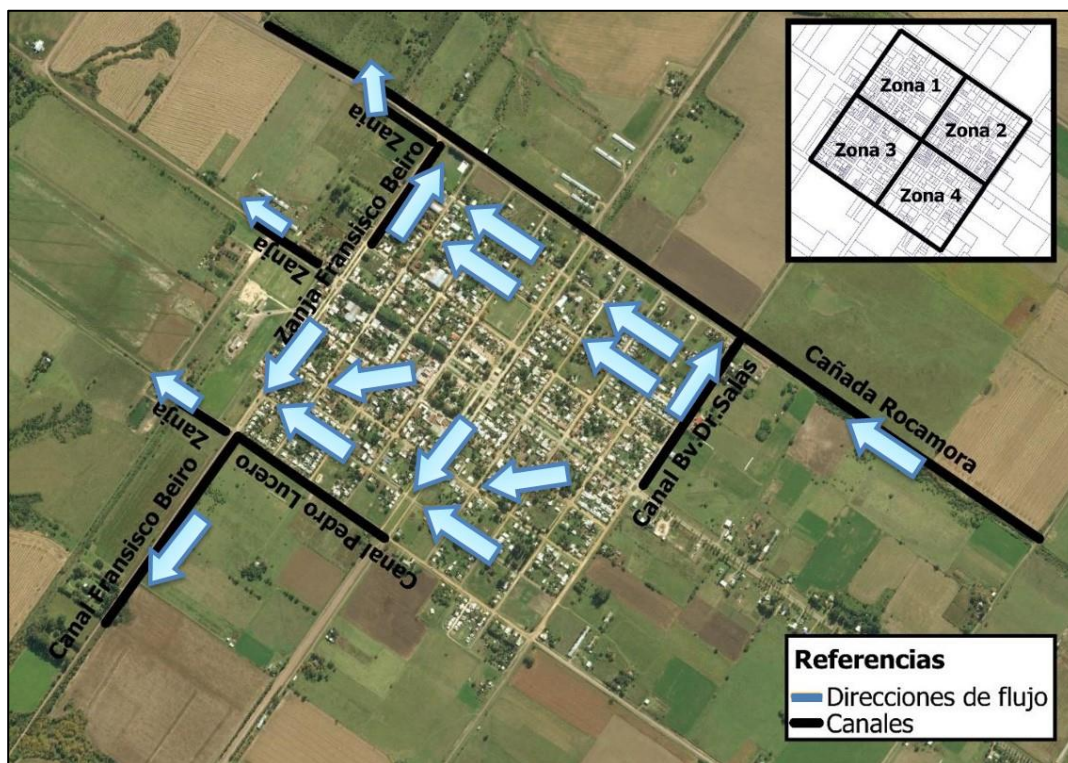 Zona 1
Zona 2
Zona 3
Zona 4
Zanja
Zanja Fransisco Beiro
Zanja
Zanja
Canal Pedro Lucero
Canal Fransisco Beiro
Canal Bv.Dr.Salas
Cañada Rocamora
Referencias
Direcciones de flujo
Canales